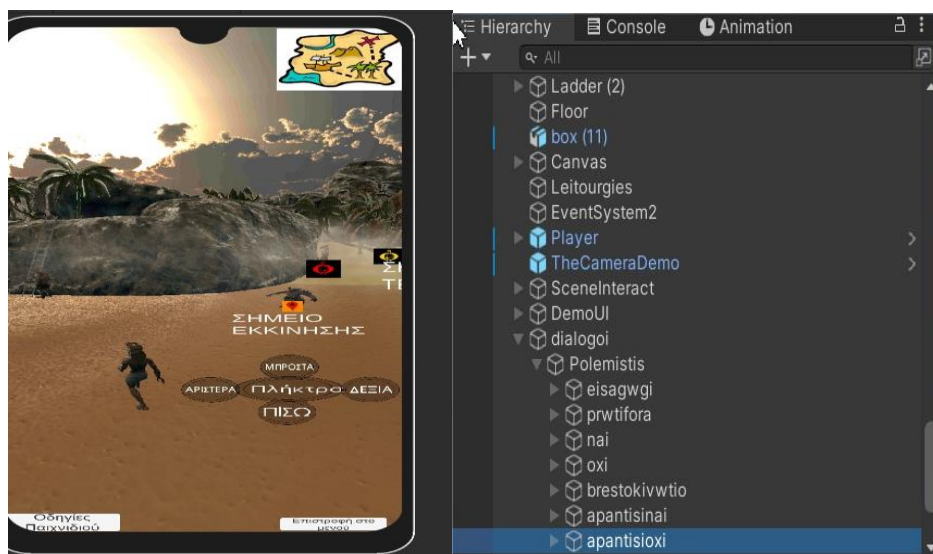 ΣΗΜΕΙΟ
ΕΚΚΙΝΗΣΗΣ
ΜΠΡΟΣΤΑ
ΑΡΙΣΤΕΡΑ
Πλήκτρα
ΔΕΞΙΑ
ΠΙΣΩ
Οδηγίες
Παιχνιδιού
Επιστροφή στο
μενού
Hierarchy
Console
Animation
All
Ladder (2)
Floor
box (11)
Canvas
Leitourgies
EventSystem2
Player
TheCameraDemo
SceneInteract
DemoUI
dialogoi
Polemistis
eisagwgi
prwtifora
nai
oxi
brestokivwtio
apantisinai
apantisioxi